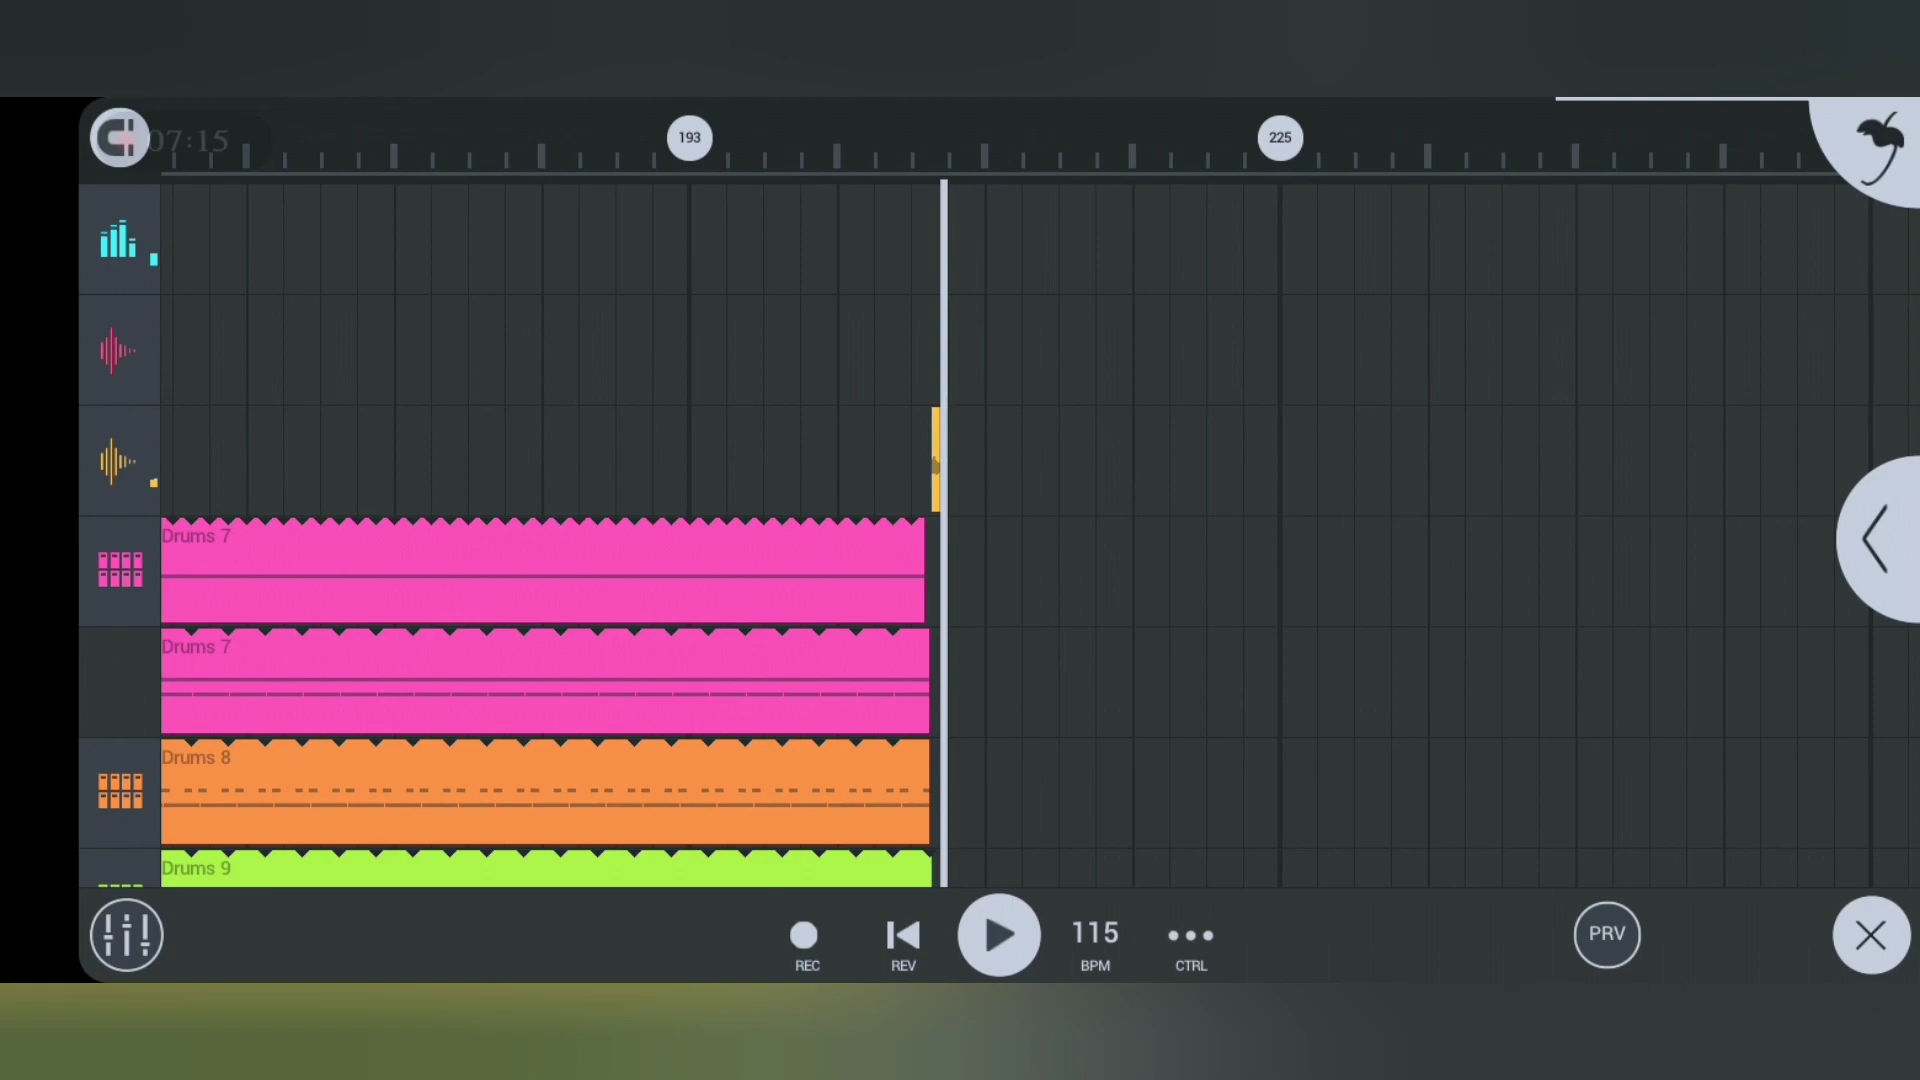 07:15
193
225
Drums 7
Drums 7
Drums 8
Drums 9
REC
REV
115
BPM
CTRL
PRV